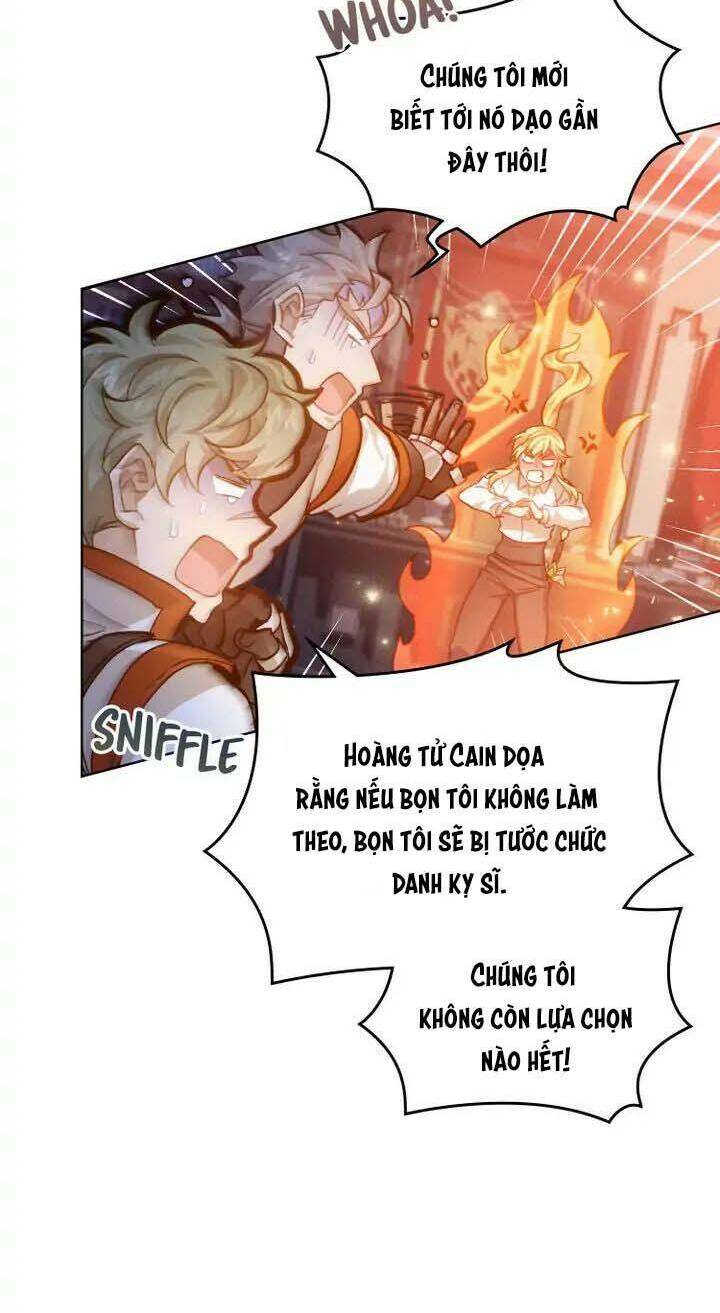 WHOA!
CHÚNG TÔI MỚI
BIẾT TỚI NÓ DẠO GẦN
ĐÂY THÔI!
SNIFFLE
HOÀNG TỬ CAIN DỌA
RẰNG NẾU BỌN TÔI KHÔNG LÀM
THEO, BỌN TÔI SẼ BỊ TƯỚC CHỨC
DANH KỴ SĨ.
CHÚNG TÔI
KHÔNG CÒN LỰA CHỌN
NÀO HẾT!